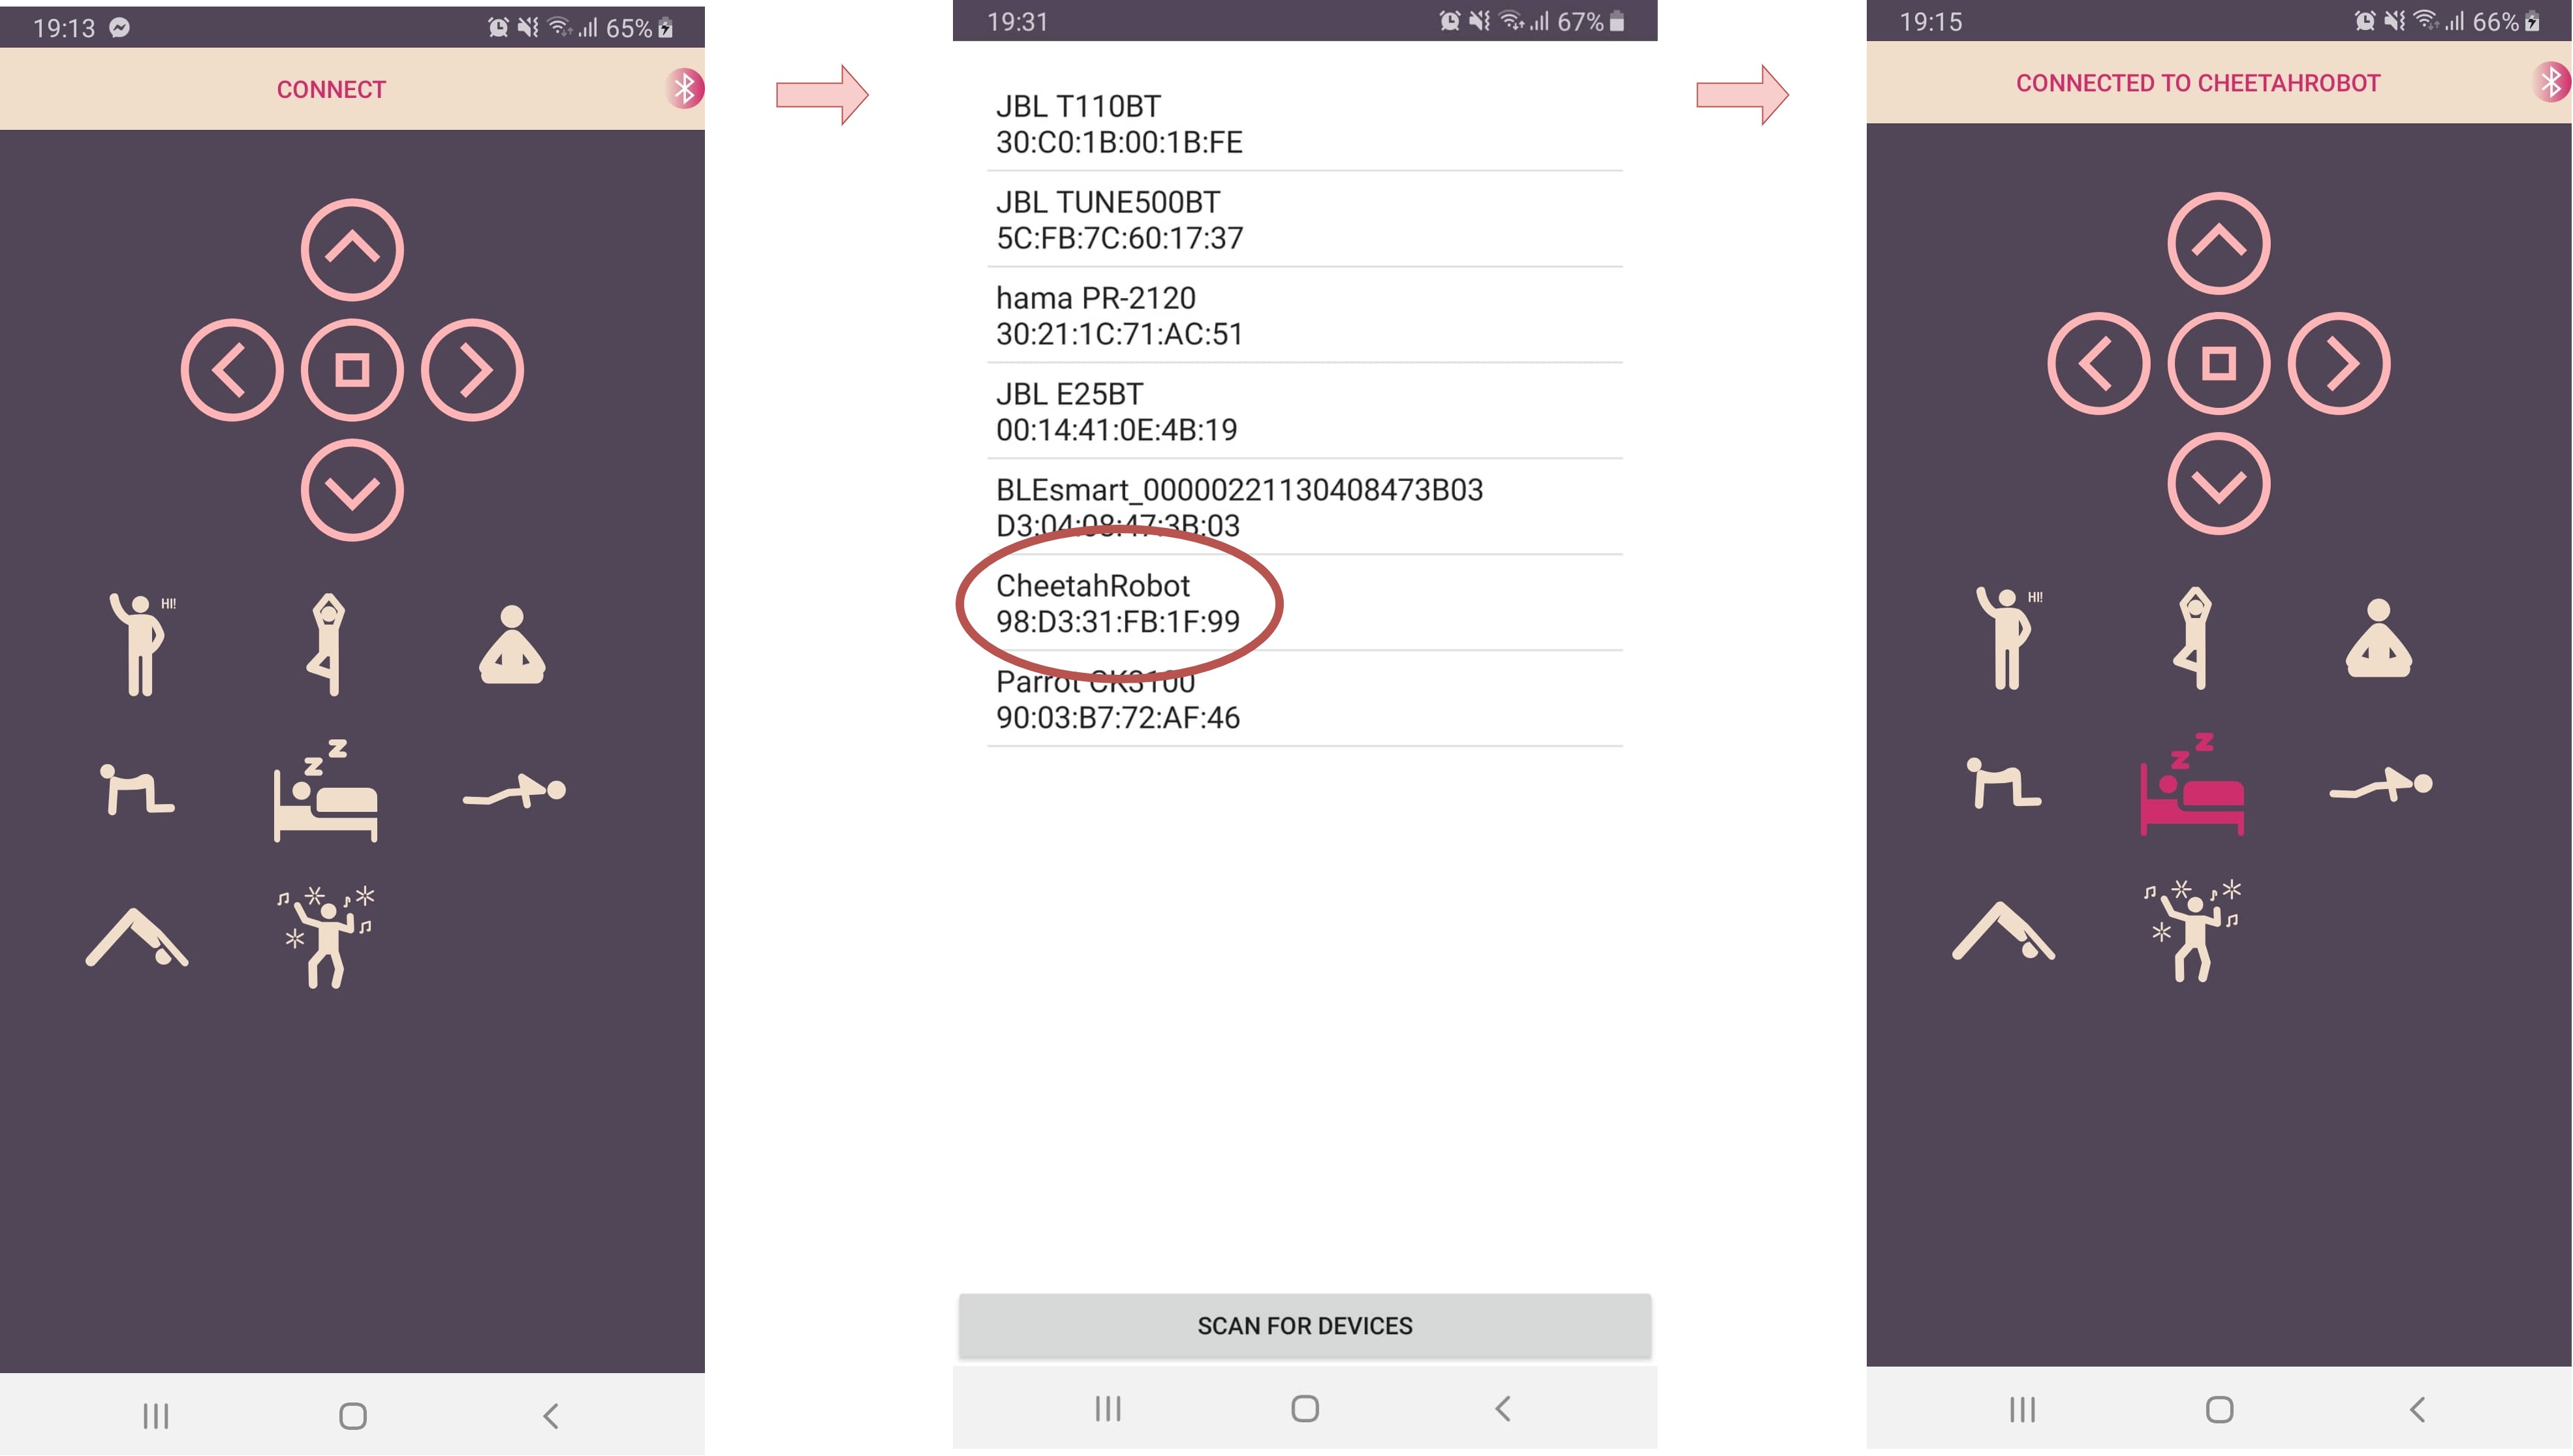 19:13
65%
CONNECT
HI!
z
z
19:31
67%
JBL T110BT
30:C0:1B:00:1B:FE
JBL TUNE500BT
5C:FB:7C:60:17:37
hama PR-2120
30:21:1C:71:AC:51
JBL E25BT
00:14:41:0E:4B:19
BLEsmart_00000221130408473B03
D3:04:08:47:3B:03
CheetahRobot
98:D3:31:FB:1F:99
Parrot CK3100
90:03:B7:72:AF:46
SCAN FOR DEVICES
19:15
66%
CONNECTED TO CHEETAHROBOT
HI!
z
z